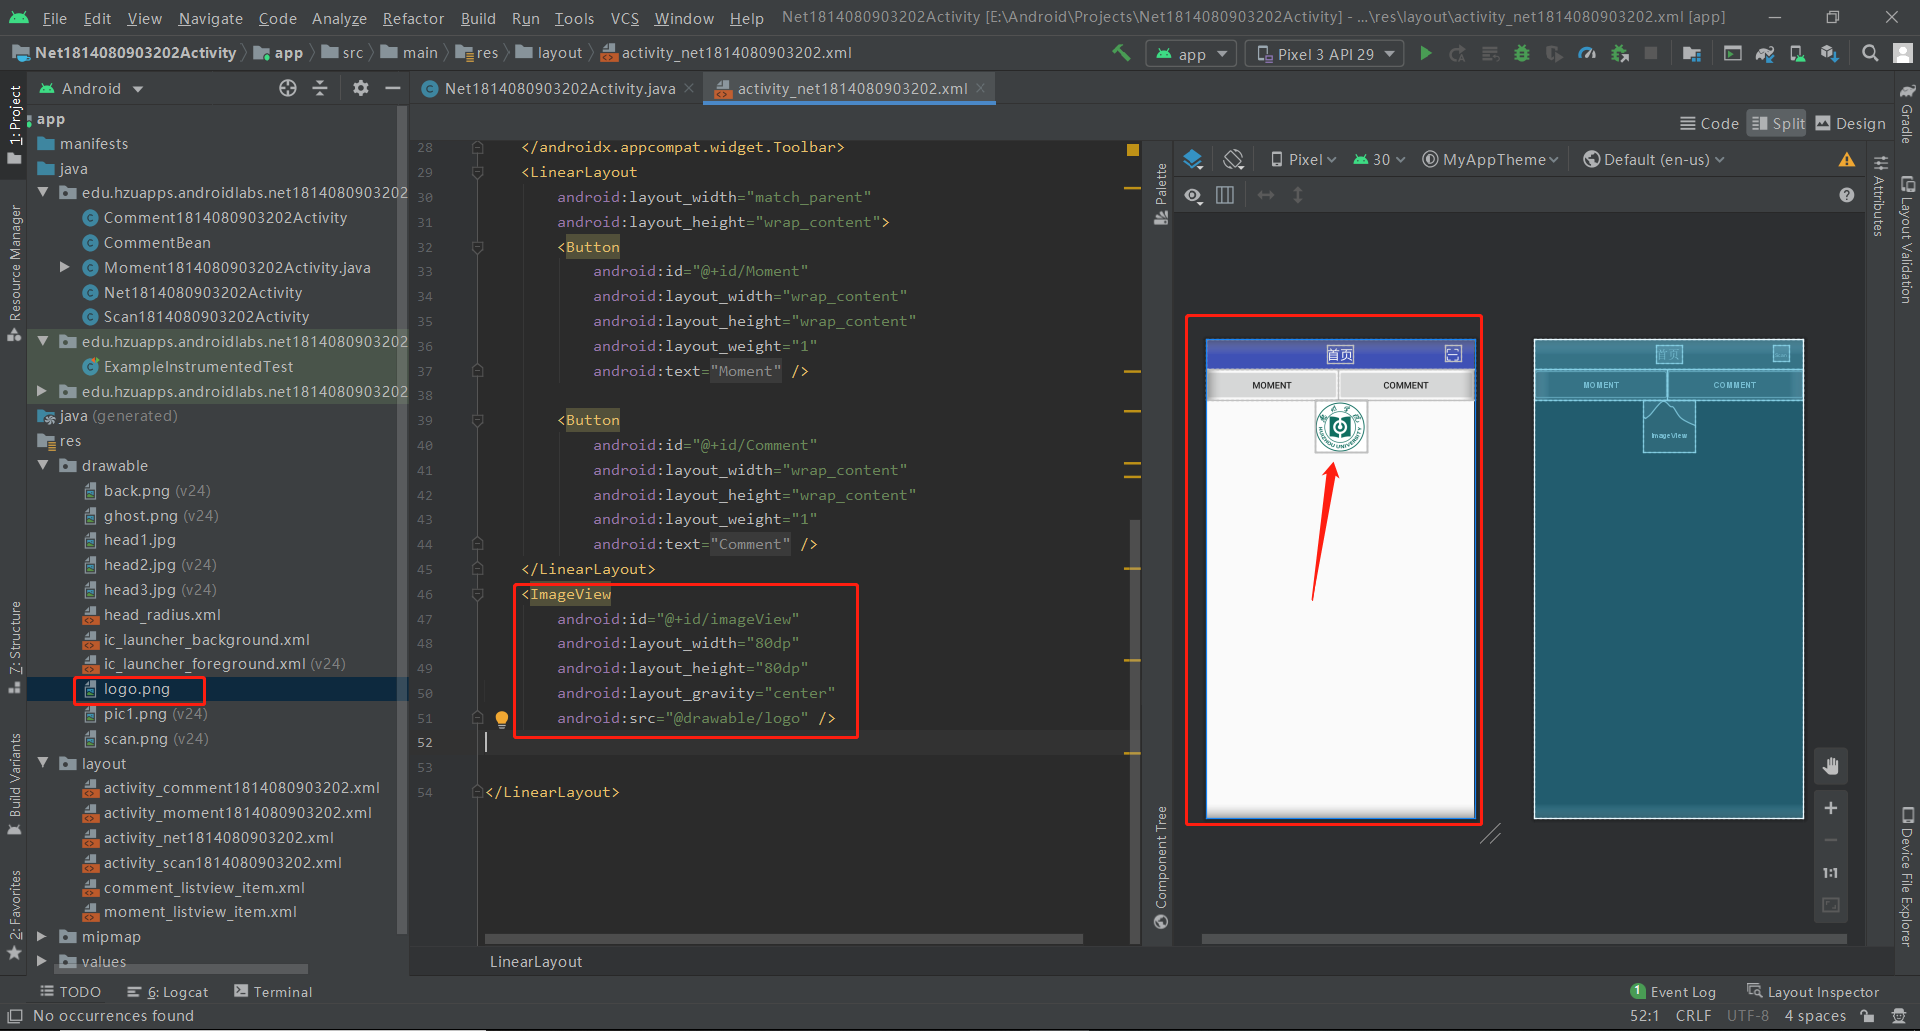 File Edit View Navigate Code Analyze Refactor Build Run Tools VCS Window Help Net1814080903202Activity [E:\Android\Projects\Net1814080903202Activity] - ...\res\layout\activity_net1814080903202.xml [app]
Net1814080903202Activity app src main res layout activity_net1814080903202.xml app Pixel 3 API 29
Android
Net1814080903202Activity.java activity_net1814080903202.xml
Code Split Design
1: Project
Resource Manager
Z: Structure
Build Variants
2: Favorites
app
manifests
java
edu.hzuapps.androidlabs.net1814080903202
Comment1814080903202Activity
CommentBean
Moment1814080903202Activity.java
Net1814080903202Activity
Scan1814080903202Activity
edu.hzuapps.androidlabs.net1814080903202
ExampleInstrumentedTest
edu.hzuapps.androidlabs.net1814080903202
java (generated)
res
drawable
back.png (v24)
ghost.png (v24)
head1.jpg
head2.jpg (v24)
head3.jpg (v24)
head_radius.xml
ic_launcher_background.xml
ic_launcher_foreground.xml (v24)
logo.png
pic1.png (v24)
scan.png (v24)
layout
activity_comment1814080903202.xml
activity_moment1814080903202.xml
activity_net1814080903202.xml
activity_scan1814080903202.xml
comment_listview_item.xml
moment_listview_item.xml
mipmap
values
28 </androidx.appcompat.widget.Toolbar>
29 <LinearLayout
30 android:layout_width="match_parent"
31 android:layout_height="wrap_content">
32 <Button
33 android:id="@+id/Moment"
34 android:layout_width="wrap_content"
35 android:layout_height="wrap_content"
36 android:layout_weight="1"
37 android:text="Moment" />
38
39 <Button
40 android:id="@+id/Comment"
41 android:layout_width="wrap_content"
42 android:layout_height="wrap_content"
43 android:layout_weight="1"
44 android:text="Comment" />
45 </LinearLayout>
46 <ImageView
47 android:id="@+id/imageView"
48 android:layout_width="80dp"
49 android:layout_height="80dp"
50 android:layout_gravity="center"
51 android:src="@drawable/logo" />
52
53
54 </LinearLayout>
LinearLayout
Palette
Component Tree
Pixel 30 MyAppTheme Default (en-us)
首页
MOMENT COMMENT
HUIZHOU UNIVERSITY
首页
MOMENT COMMENT
ImageView
1:1
Attributes
Gradle
Layout Validation
Device File Explorer
TODO 6: Logcat Terminal 1 Event Log Layout Inspector
No occurrences found 52:1 CRLF UTF-8 4 spaces